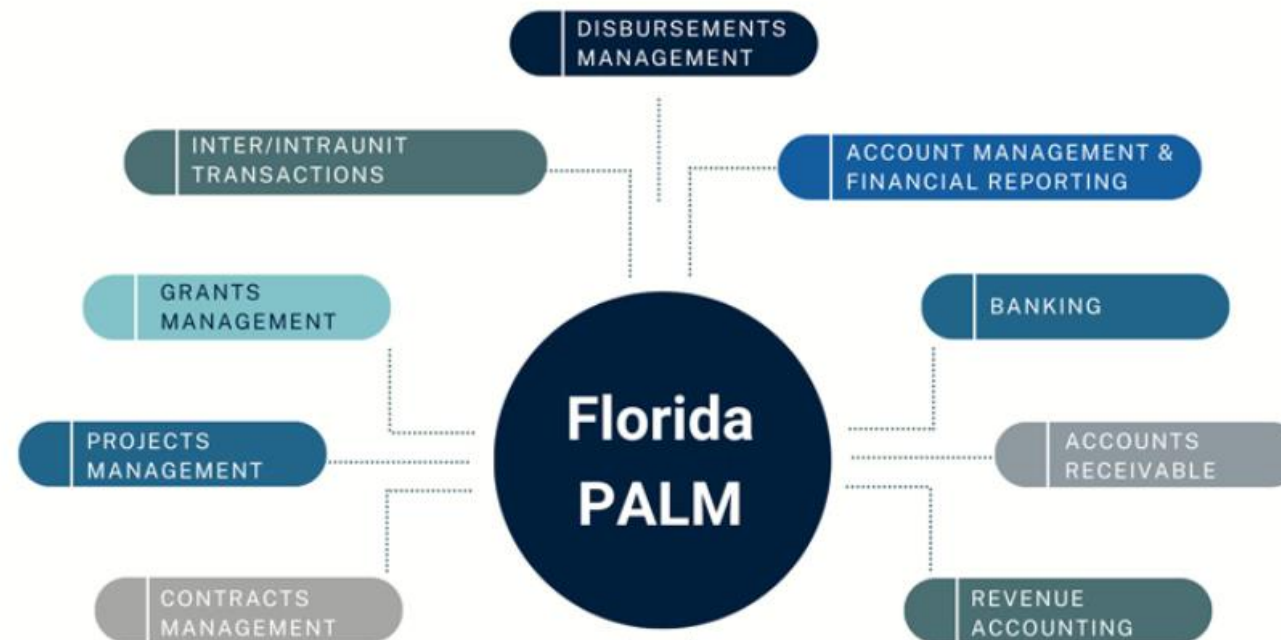 DISBURSEMENTS
MANAGEMENT
INTER/INTRAUNIT
TRANSACTIONS
ACCOUNT MANAGEMENT &
FINANCIAL REPORTING
GRANTS
MANAGEMENT
BANKING
Florida
PALM
PROJECTS
MANAGEMENT
ACCOUNTS
RECEIVABLE
CONTRACTS
MANAGEMENT
REVENUE
ACCOUNTING